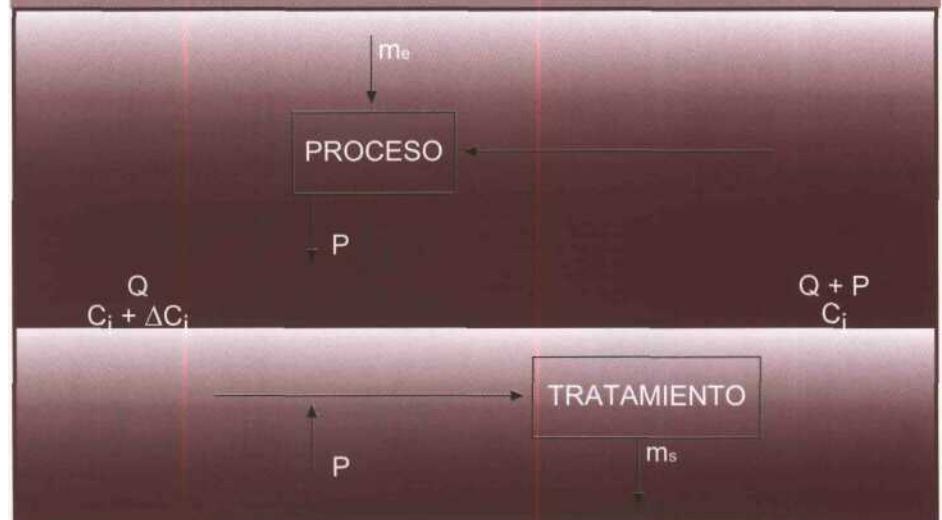 mₑ
PROCESO
P
Q
Cᵢ + ΔCᵢ
Q + P
Cᵢ
TRATAMIENTO
P
mₛ